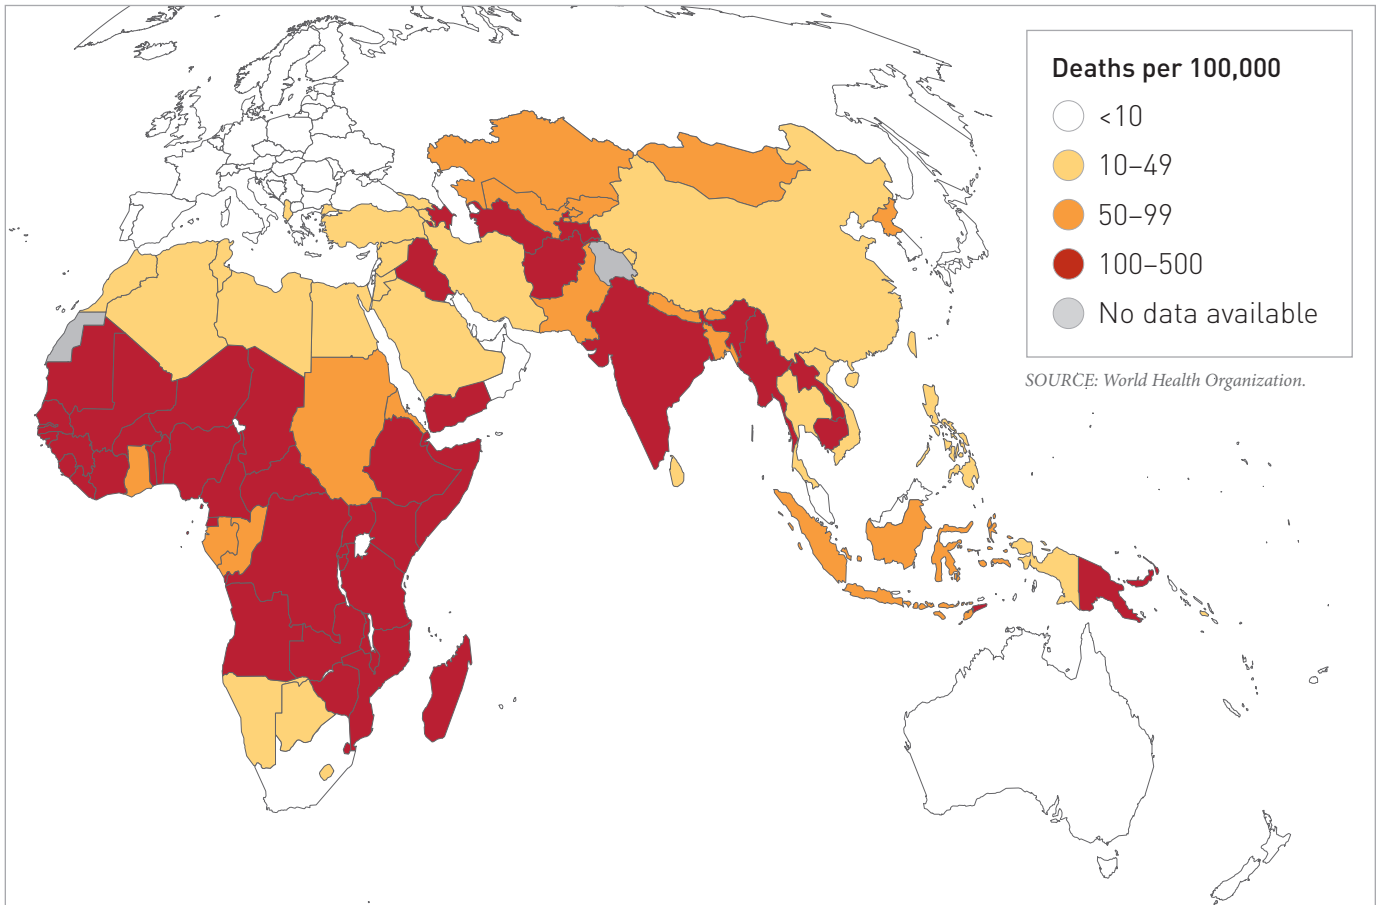 Deaths per 100,000
<10
10–49
50–99
100–500
No data available
SOURCE: World Health Organization.